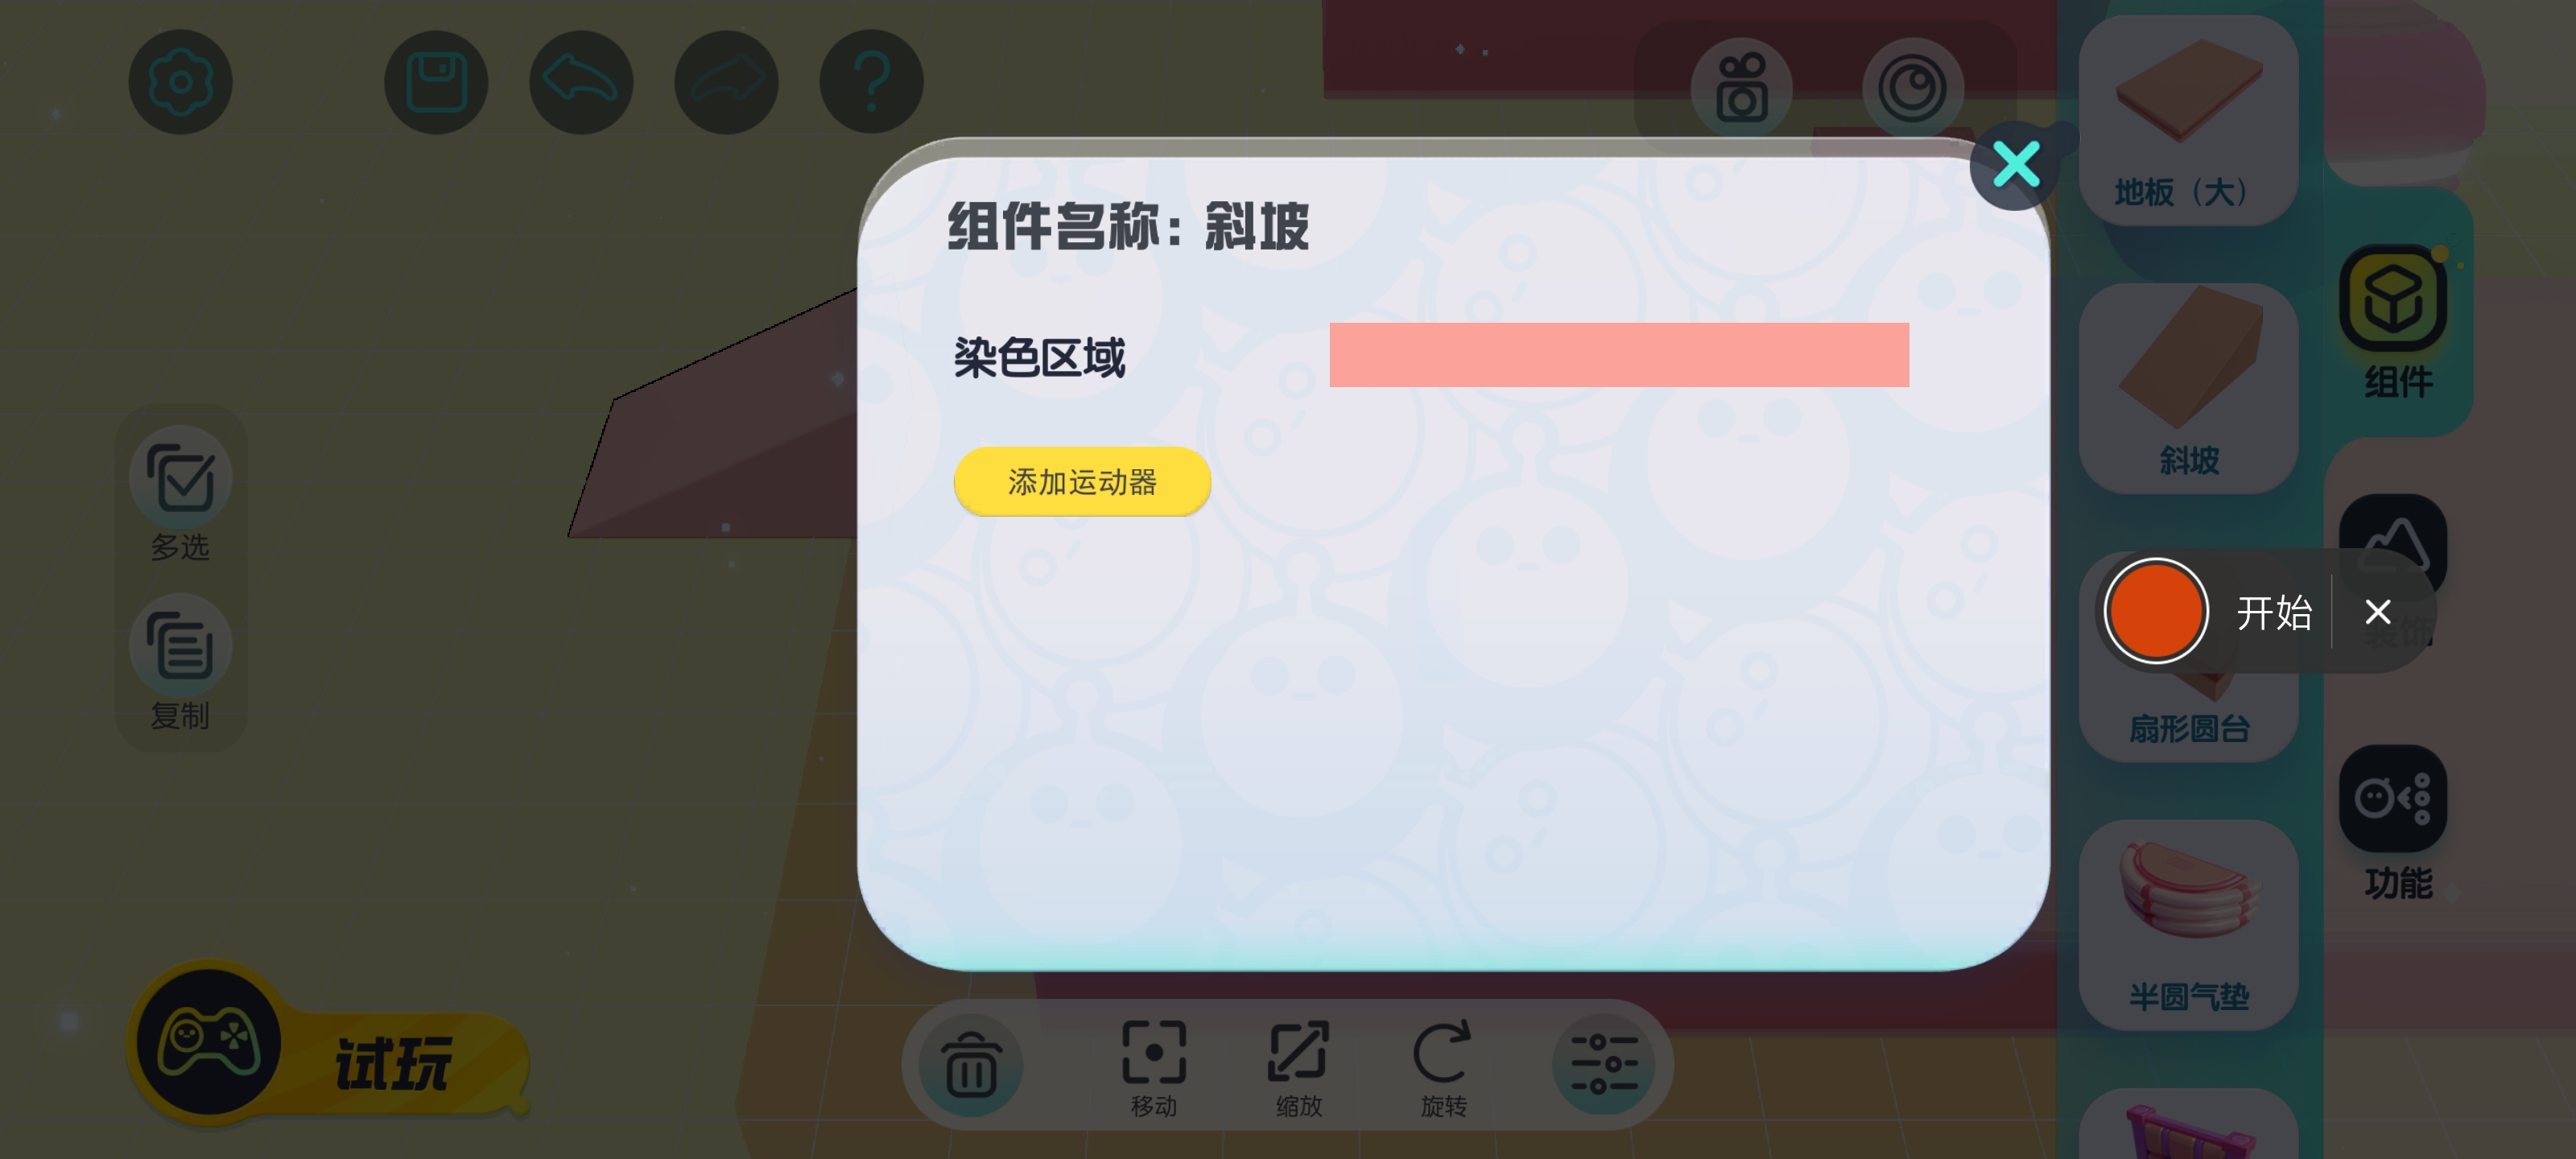 组件名称：斜坡
染色区域
添加运动器
多选
复制
试玩
移动
缩放
旋转
地板（大）
斜坡
扇形圆台
半圆气垫
组件
开始
装饰
功能